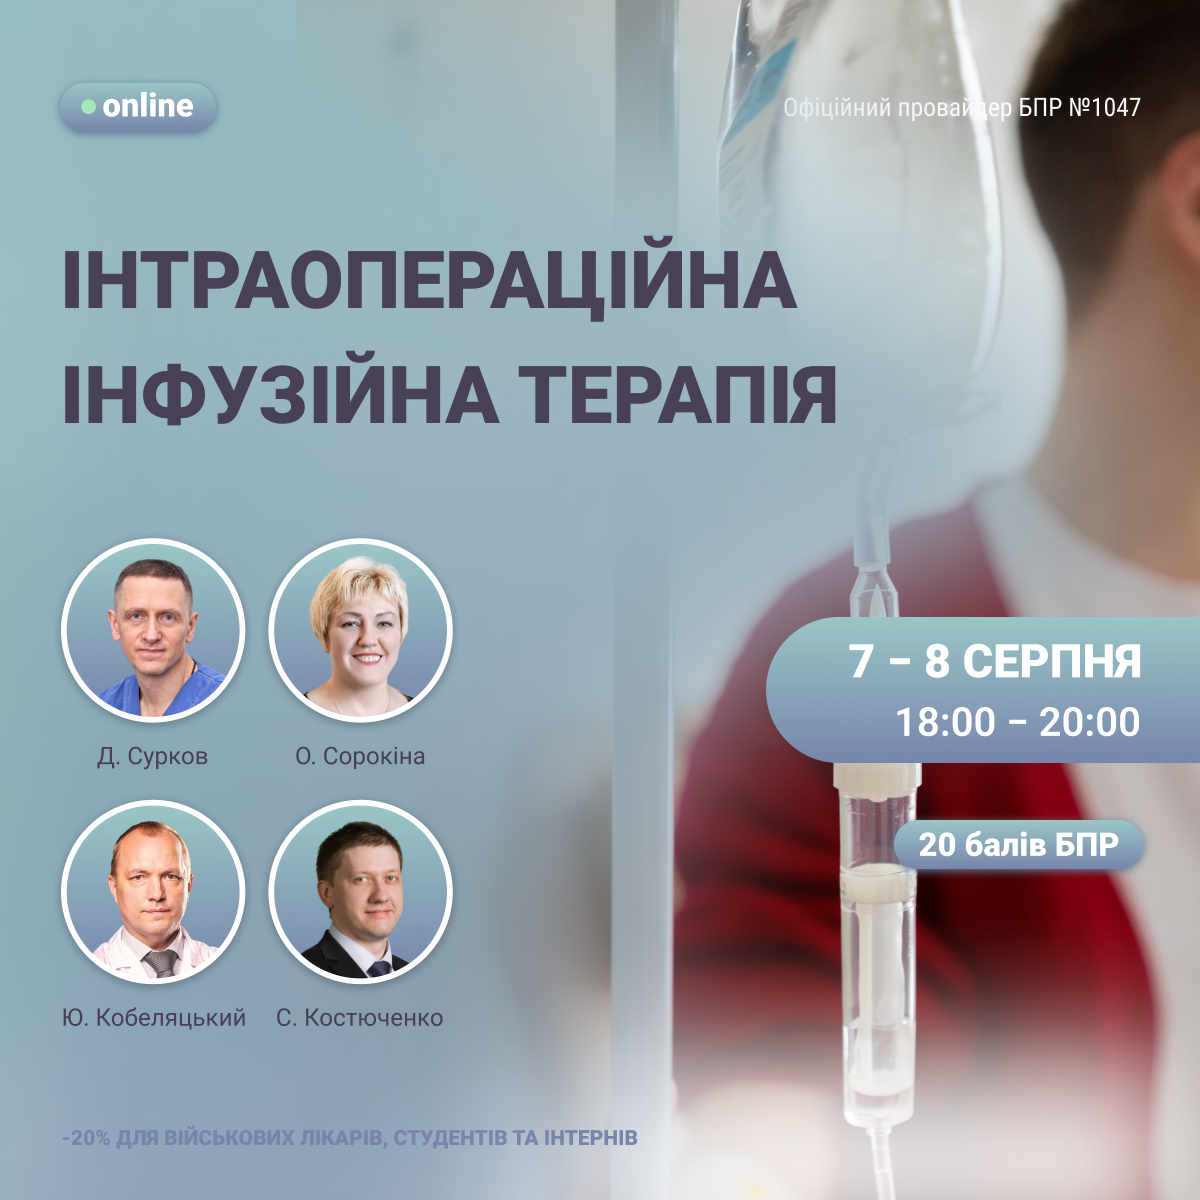 online
Офіційний провайдер БПР №1047
ІНТРАОПЕРАЦІЙНА
ІНФУЗІЙНА ТЕРАПІЯ
Д. Сурков
О. Сорокіна
7 – 8 СЕРПНЯ
18:00 – 20:00
20 балів БПР
Ю. Кобеляцький
С. Костюченко
-20% ДЛЯ ВІЙСЬКОВИХ ЛІКАРІВ, СТУДЕНТІВ ТА ІНТЕРНІВ